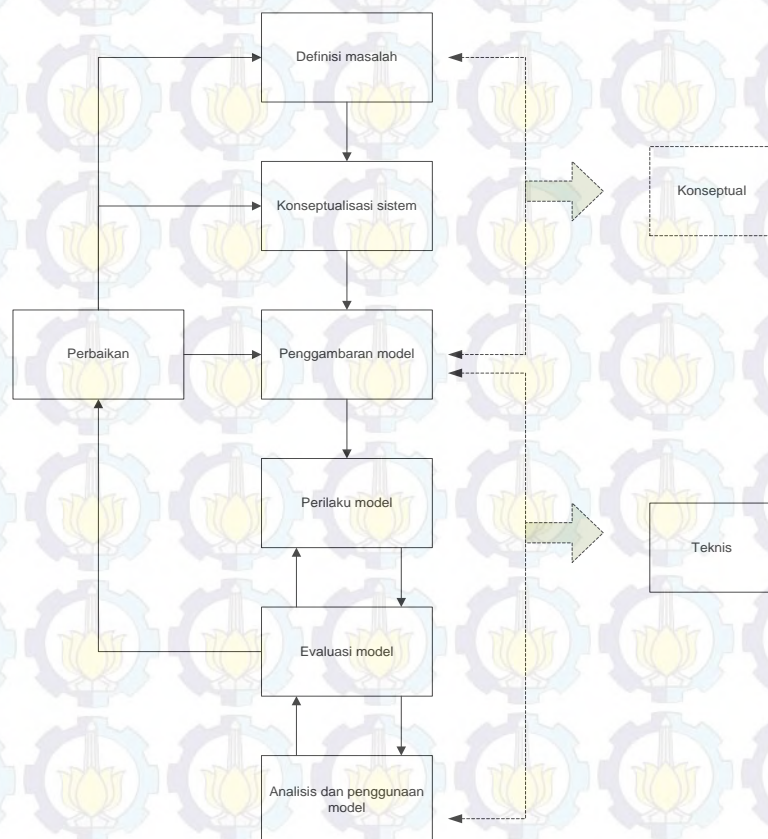 Definisi masalah
Konseptualisasi sistem
Konseptual
Perbaikan
Penggambaran model
Perilaku model
Teknis
Evaluasi model
Analisis dan penggunaan
model